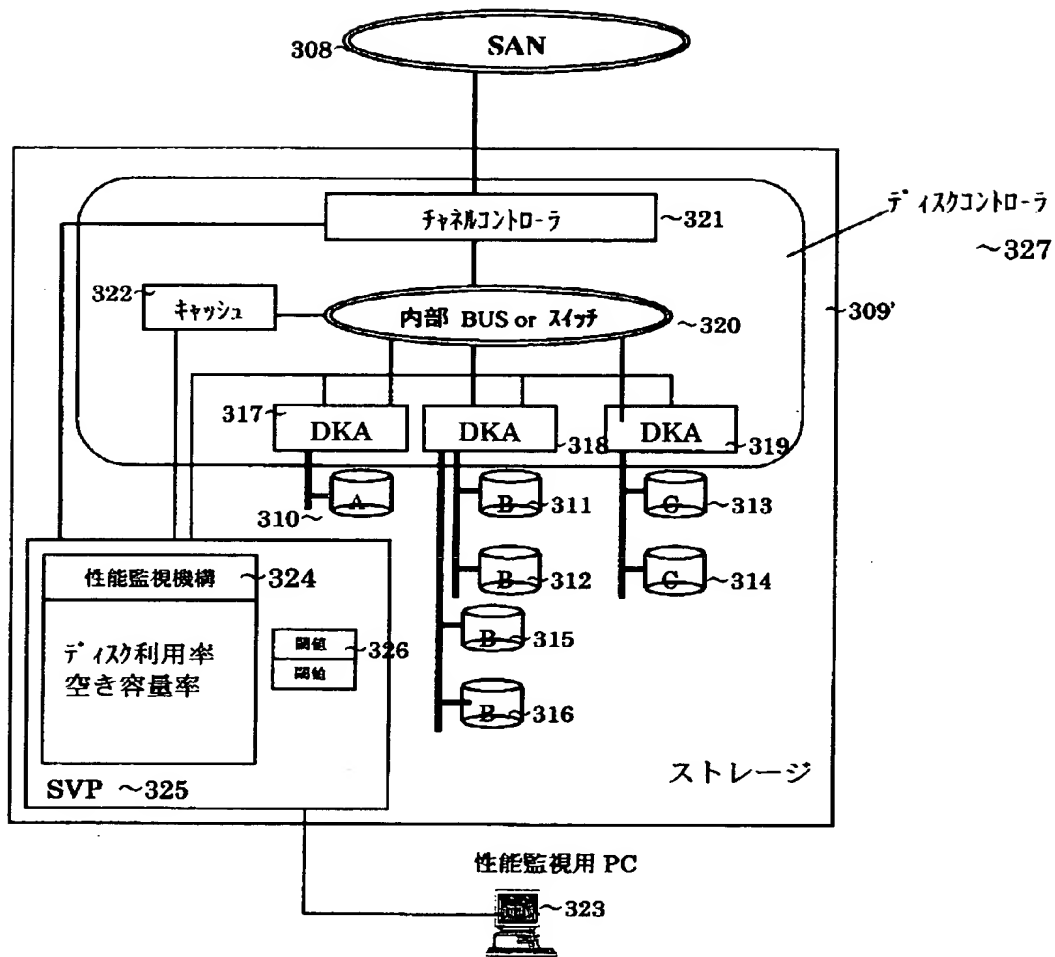 308 SAN
チャネルコントローラ ~321
ディスクコントローラ
~327
322 キャッシュ
内部 BUS or スイッチ ~320
309'
317 DKA
DKA 318
DKA 319
A 310~
B 311
C 313
B 312
C 314
B 315
B 316
性能監視機構 ~324
ディスク利用率
空き容量率
閾値 326
閾値
SVP ~325
ストレージ
性能監視用 PC
~323